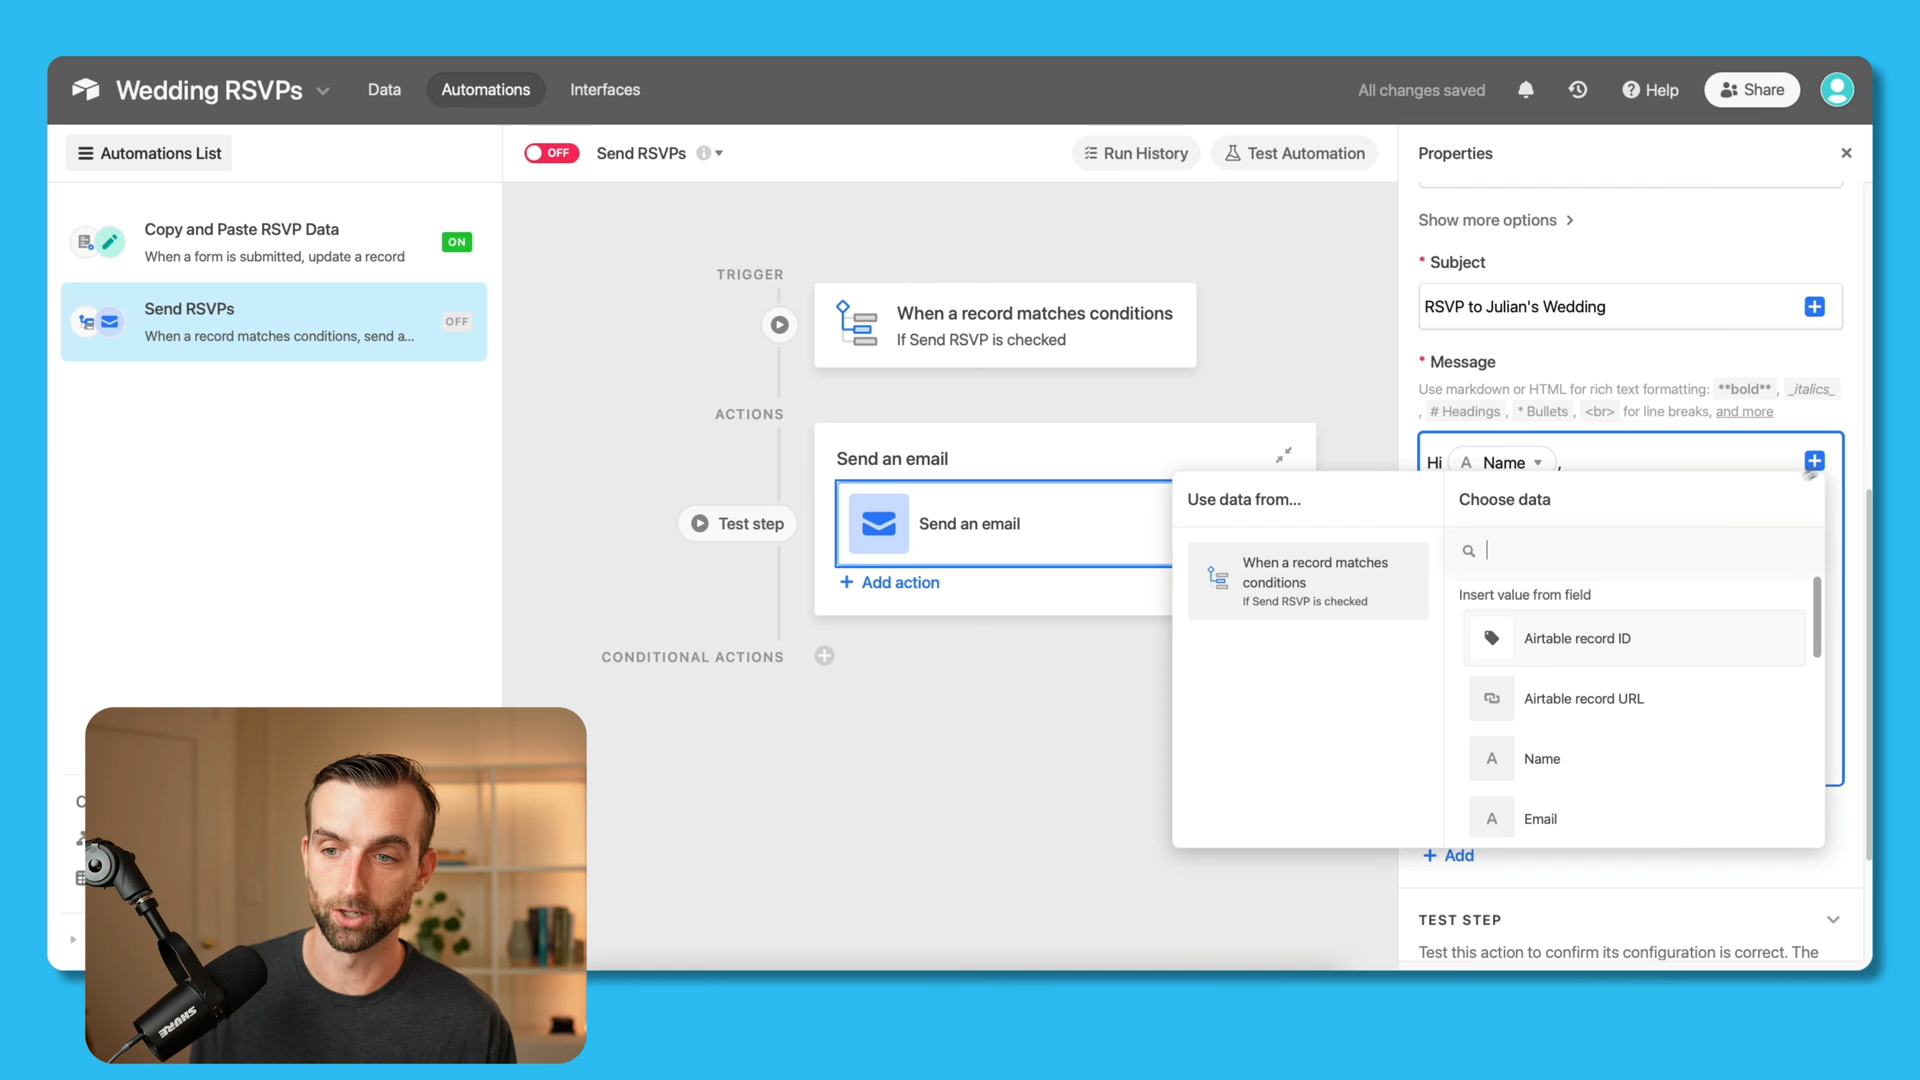 Wedding RSVPs
Data
Automations
Interfaces
All changes saved
Help
Share
Automations List
OFF
Send RSVPs
Run History
Test Automation
Properties
Copy and Paste RSVP Data
When a form is submitted, update a record
ON
Send RSVPs
When a record matches conditions, send a...
OFF
TRIGGER
When a record matches conditions
If Send RSVP is checked
ACTIONS
Send an email
Test step
Send an email
+ Add action
CONDITIONAL ACTIONS
Show more options
* Subject
RSVP to Julian's Wedding
* Message
Use markdown or HTML for rich text formatting: **bold** , _italics_
, # Headings , * Bullets , <br> for line breaks, and more
Hi A Name ,
Use data from...
When a record matches
conditions
If Send RSVP is checked
Choose data
Insert value from field
Airtable record ID
Airtable record URL
A Name
A Email
+ Add
TEST STEP
Test this action to confirm its configuration is correct. The
SHURE